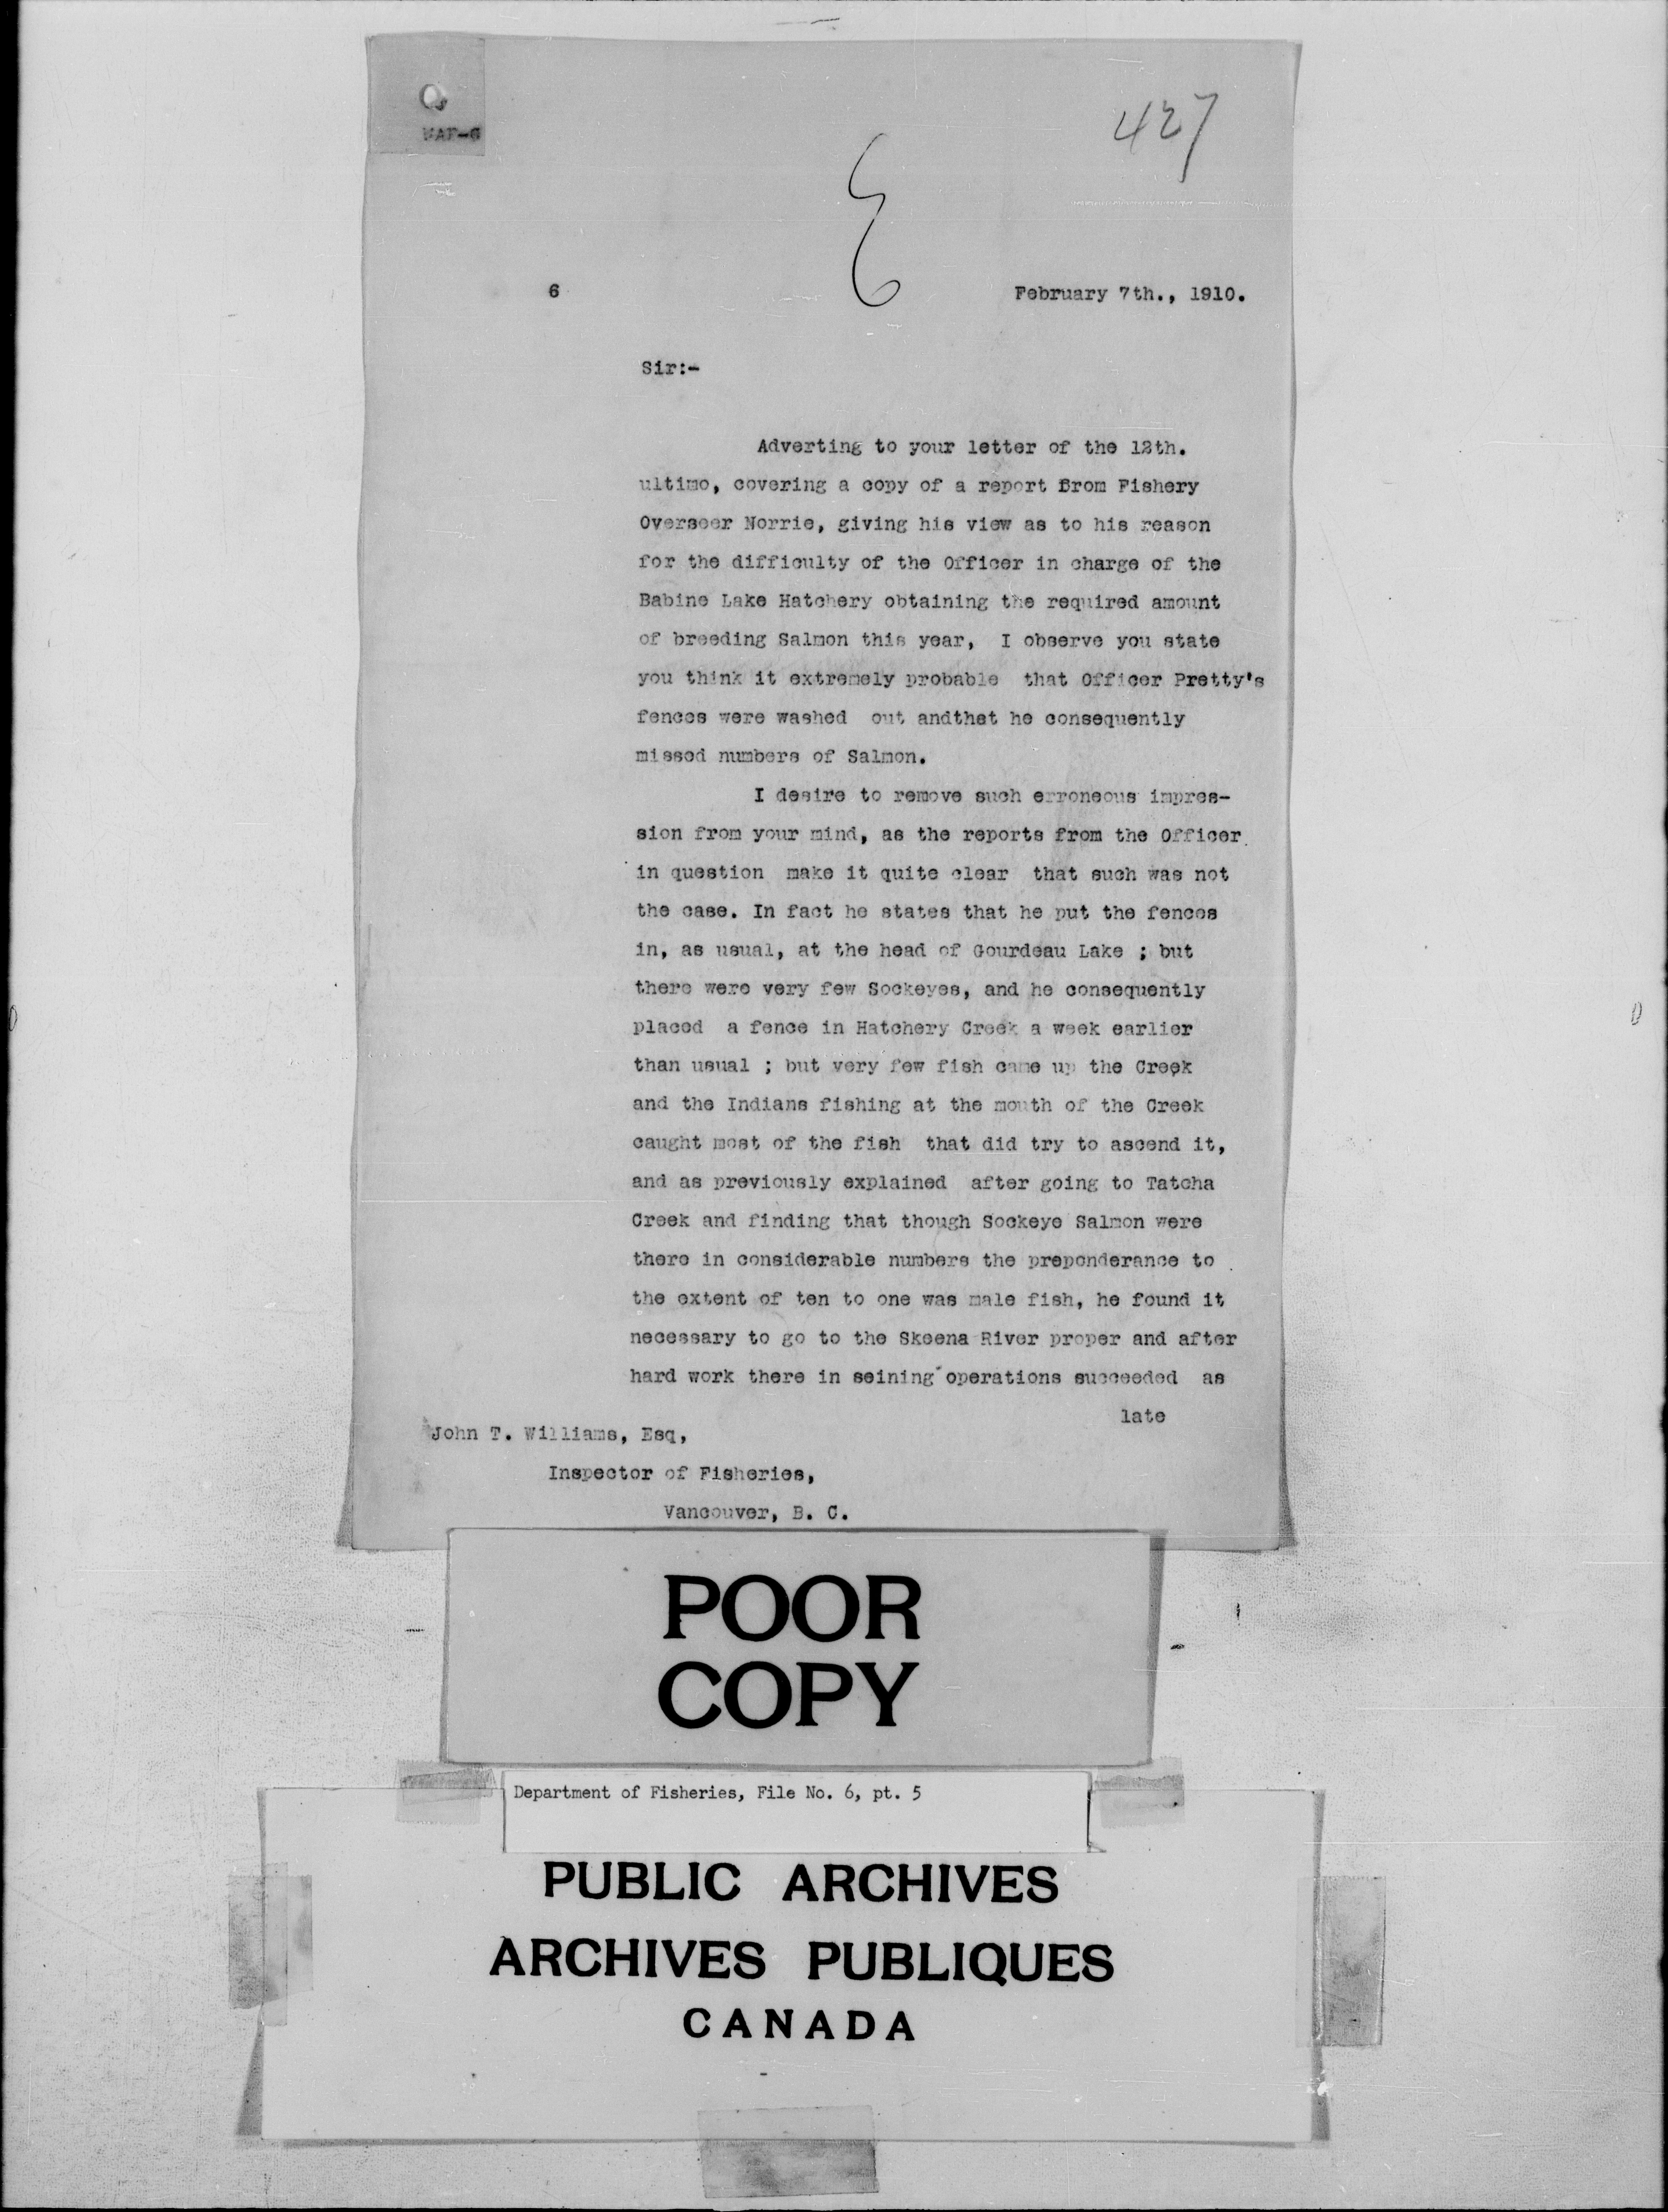 427
6
February 7th., 1910.
Sir:-
Adverting to your letter of the 12th.
ultimo, covering a copy of a report from Fishery
Overseer Norrie, giving his view as to his reason
for the difficulty of the Officer in charge of the
Babine Lake Hatchery obtaining the required amount
of breeding Salmon this year, I observe you state
you think it extremely probable that Officer Pretty's
fences were washed out andthat he consequently
missed numbers of Salmon.
I desire to remove such erroneous impres-
sion from your mind, as the reports from the Officer
in question make it quite clear that such was not
the case. In fact he states that he put the fences
in, as usual, at the head of Gourdeau Lake ; but
there were very few Sockeyes, and he consequently
placed a fence in Hatchery Creek a week earlier
than usual ; but very few fish came up the Creek
and the Indians fishing at the mouth of the Creek
caught most of the fish that did try to ascend it,
and as previously explained after going to Tatcha
Creek and finding that though Sockeye Salmon were
there in considerable numbers the preponderance to
the extent of ten to one was male fish, he found it
necessary to go to the Skeena River proper and after
hard work there in seining operations succeeded as
late
John T. Williams, Esq,
Inspector of Fisheries,
Vancouver, B. C.
POOR
COPY
Department of Fisheries, File No. 6, pt. 5
PUBLIC ARCHIVES
ARCHIVES PUBLIQUES
CANADA